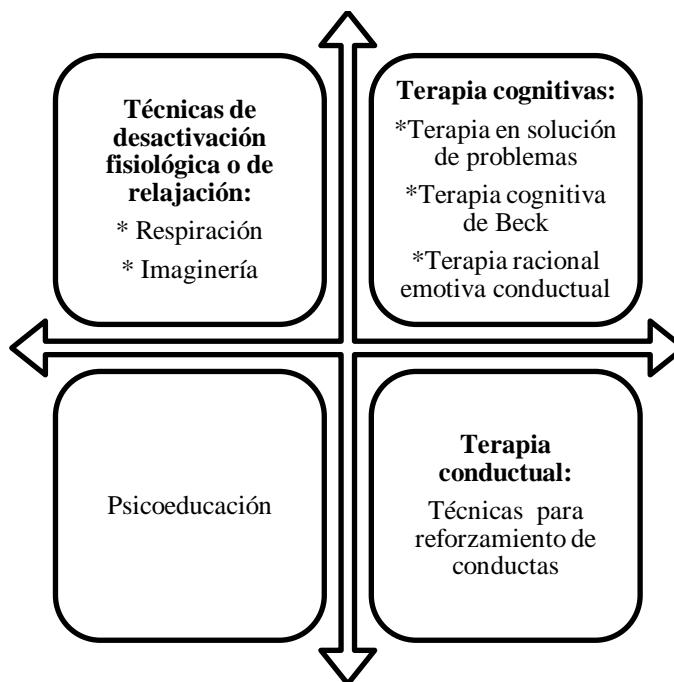 Técnicas de
desactivación
fisiológica o de
relajación:
* Respiración
* Imaginería
Terapia cognitivas:
*Terapia en solución
de problemas
*Terapia cognitiva
de Beck
*Terapia racional
emotiva conductual
Psicoeducación
Terapia
conductual:
Técnicas para
reforzamiento de
conductas